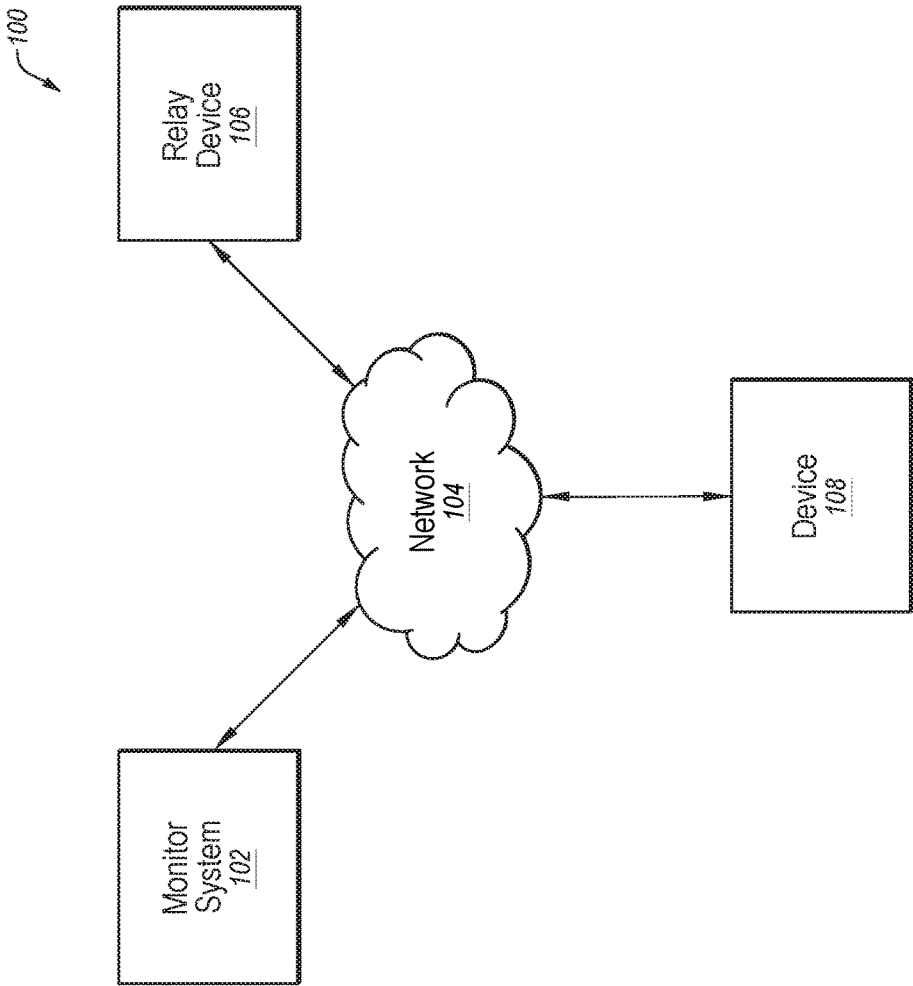 100
Monitor
System
102
Network
104
Relay
Device
106
Device
108